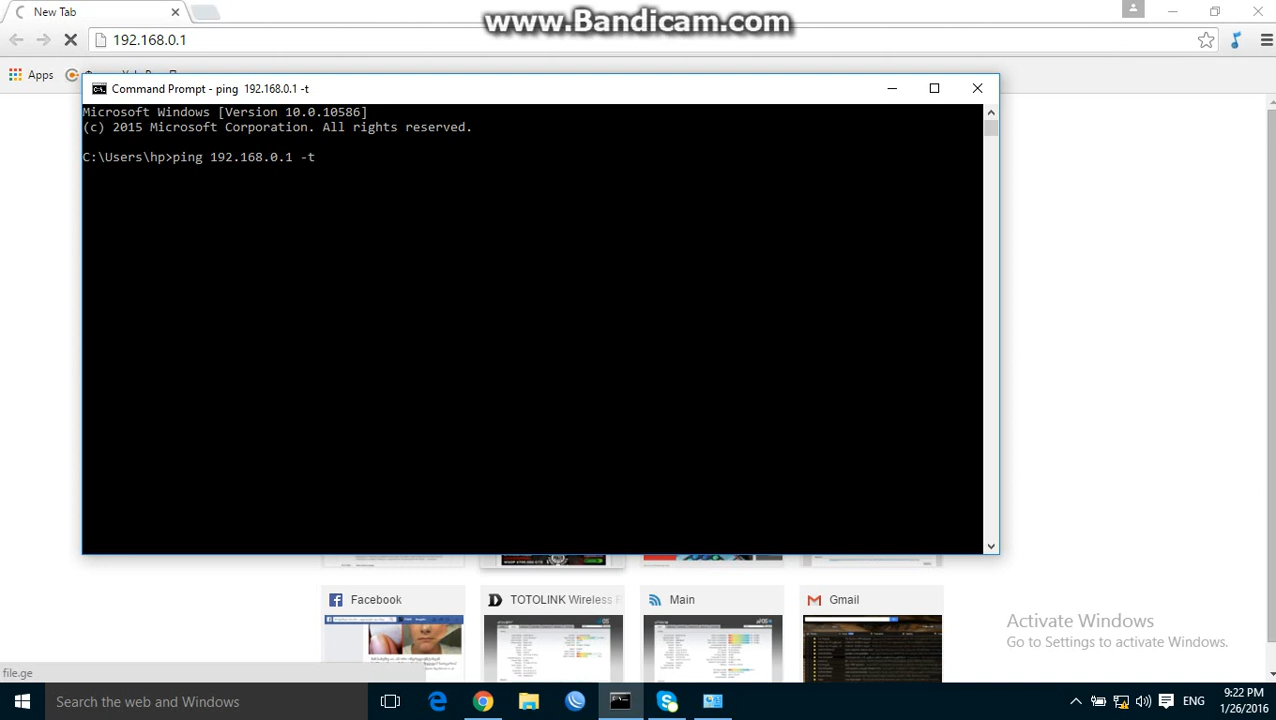 www.Bandicam.com
New Tab
192.168.0.1
Apps
Command Prompt - ping 192.168.0.1 -t
Microsoft Windows [Version 10.0.10586]
(c) 2015 Microsoft Corporation. All rights reserved.
C:\Users\hp>ping 192.168.0.1 -t
Facebook
TOTOLINK Wireless
Main
Gmail
Activate Windows
Go to Settings to activate Windows
Search the web and Windows
ENG
9:22 PM
1/26/2016